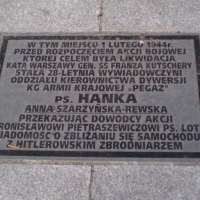 W TYM MIEJSCU 1 LUTEGO 1944r.
PRZED ROZPOCZĘCIEM AKCJI BOJOWEJ
KTÓREJ CELEM BYŁA LIKWIDACJA
KATA WARSZAWY GEN. SS FRANZA KUTSCHERY
STAŁA 28-LETNIA WYWIADOWCZYNI
ODDZIAŁU KIEROWNICTWA DYWERSJI
KG ARMII KRAJOWEJ "PEGAZ"
PS. HANKA
ANNA SZARZYŃSKA-REWSKA
PRZEKAZUJĄC DOWÓDCY AKCJI
BRONISŁAWOWI PIETRASZEWICZOWI PS. LOT
WIADOMOŚĆ O ZBLIŻANIU SIĘ SAMOCHODU
Z HITLEROWSKIM ZBRODNIARZEM